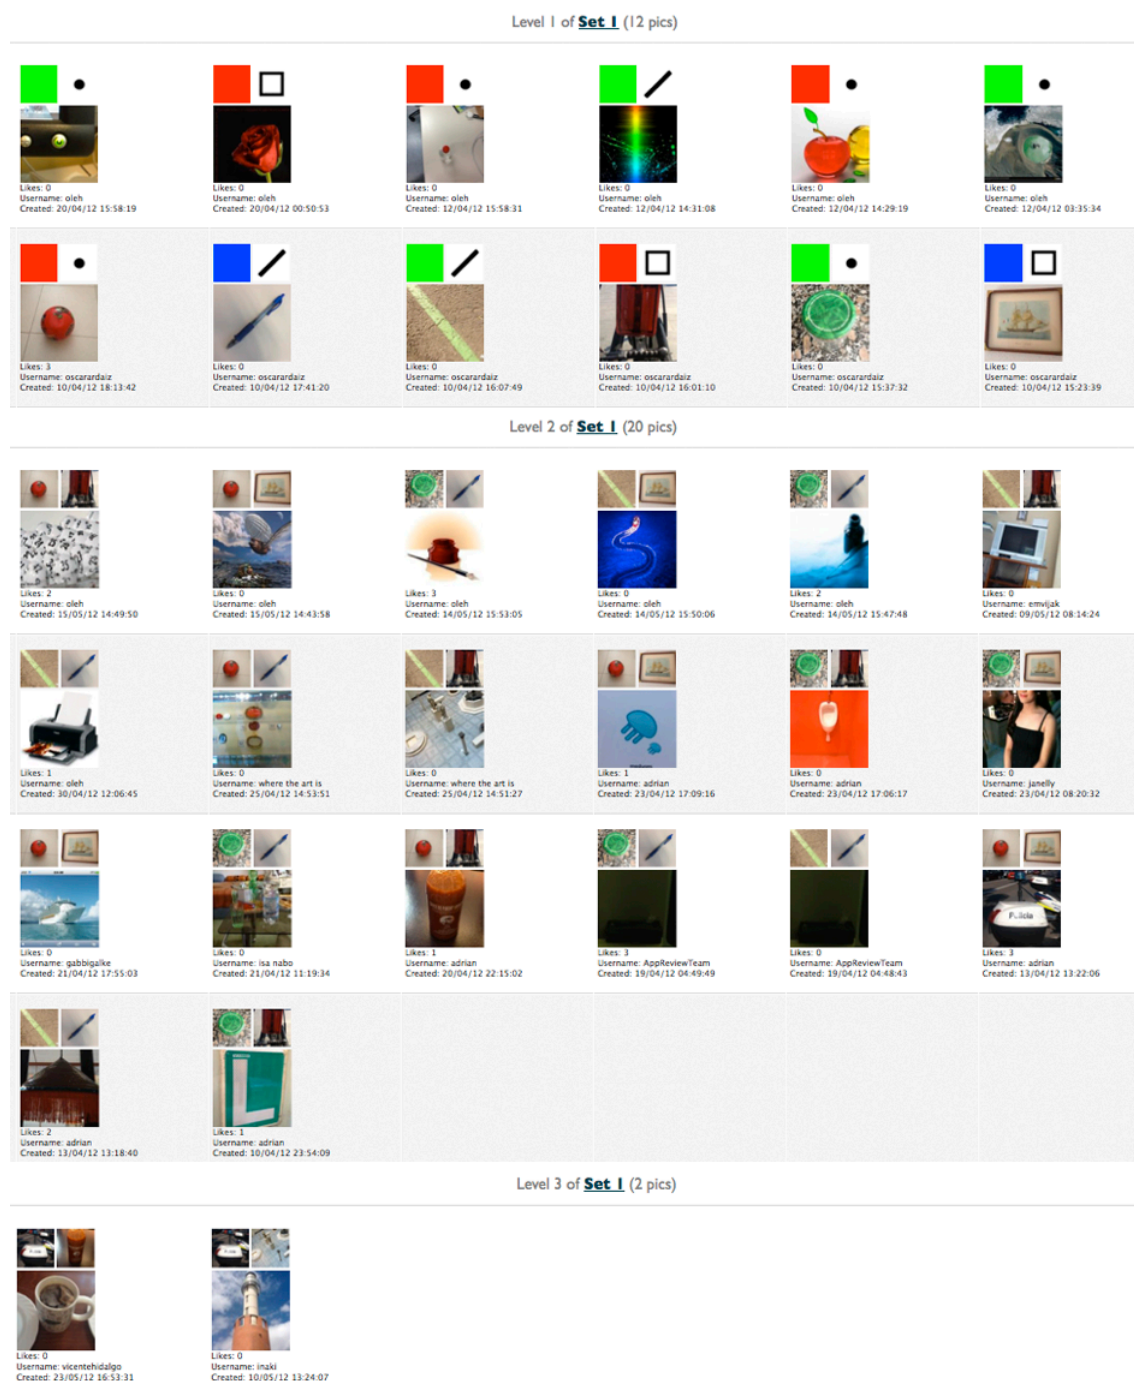 Level 1 of Set 1 (12 pics)
Likes: 0
Username: oleh
Created: 20/04/12 15:58:19
Likes: 0
Username: oleh
Created: 20/04/12 00:50:53
Likes: 0
Username: oleh
Created: 12/04/12 15:58:31
Likes: 0
Username: oleh
Created: 12/04/12 14:31:08
Likes: 0
Username: oleh
Created: 12/04/12 14:29:19
Likes: 0
Username: oleh
Created: 12/04/12 03:35:34
Likes: 3
Username: oscarardaiz
Created: 10/04/12 18:13:42
Likes: 0
Username: oscarardaiz
Created: 10/04/12 17:41:20
Likes: 0
Username: oscarardaiz
Created: 10/04/12 16:07:49
Likes: 0
Username: oscarardaiz
Created: 10/04/12 16:01:10
Likes: 0
Username: oscarardaiz
Created: 10/04/12 15:37:32
Likes: 0
Username: oscarardaiz
Created: 10/04/12 15:23:39
Level 2 of Set 1 (20 pics)
Likes: 2
Username: oleh
Created: 15/05/12 14:49:50
Likes: 0
Username: oleh
Created: 15/05/12 14:43:58
Likes: 3
Username: oleh
Created: 14/05/12 15:53:05
Likes: 0
Username: oleh
Created: 14/05/12 15:50:06
Likes: 2
Username: oleh
Created: 14/05/12 15:47:48
Likes: 0
Username: emvijak
Created: 09/05/12 08:14:24
Likes: 1
Username: oleh
Created: 30/04/12 12:06:45
Likes: 0
Username: where the art is
Created: 25/04/12 14:53:51
Likes: 0
Username: where the art is
Created: 25/04/12 14:51:27
Likes: 1
Username: adrian
Created: 23/04/12 17:09:16
Likes: 0
Username: adrian
Created: 23/04/12 17:06:17
Likes: 0
Username: janelly
Created: 23/04/12 08:20:32
Likes: 0
Username: gabbigalke
Created: 21/04/12 17:55:03
Likes: 0
Username: isa nabo
Created: 21/04/12 11:19:34
Likes: 1
Username: adrian
Created: 20/04/12 22:15:02
Likes: 3
Username: AppReviewTeam
Created: 19/04/12 04:49:49
Likes: 0
Username: AppReviewTeam
Created: 19/04/12 04:48:43
Policia
Likes: 3
Username: adrian
Created: 13/04/12 13:22:06
Likes: 2
Username: adrian
Created: 13/04/12 13:18:40
L
Likes: 1
Username: adrian
Created: 10/04/12 23:54:09
Level 3 of Set 1 (2 pics)
Likes: 0
Username: vicentehidalgo
Created: 23/05/12 16:53:31
Likes: 0
Username: inaki
Created: 10/05/12 13:24:07